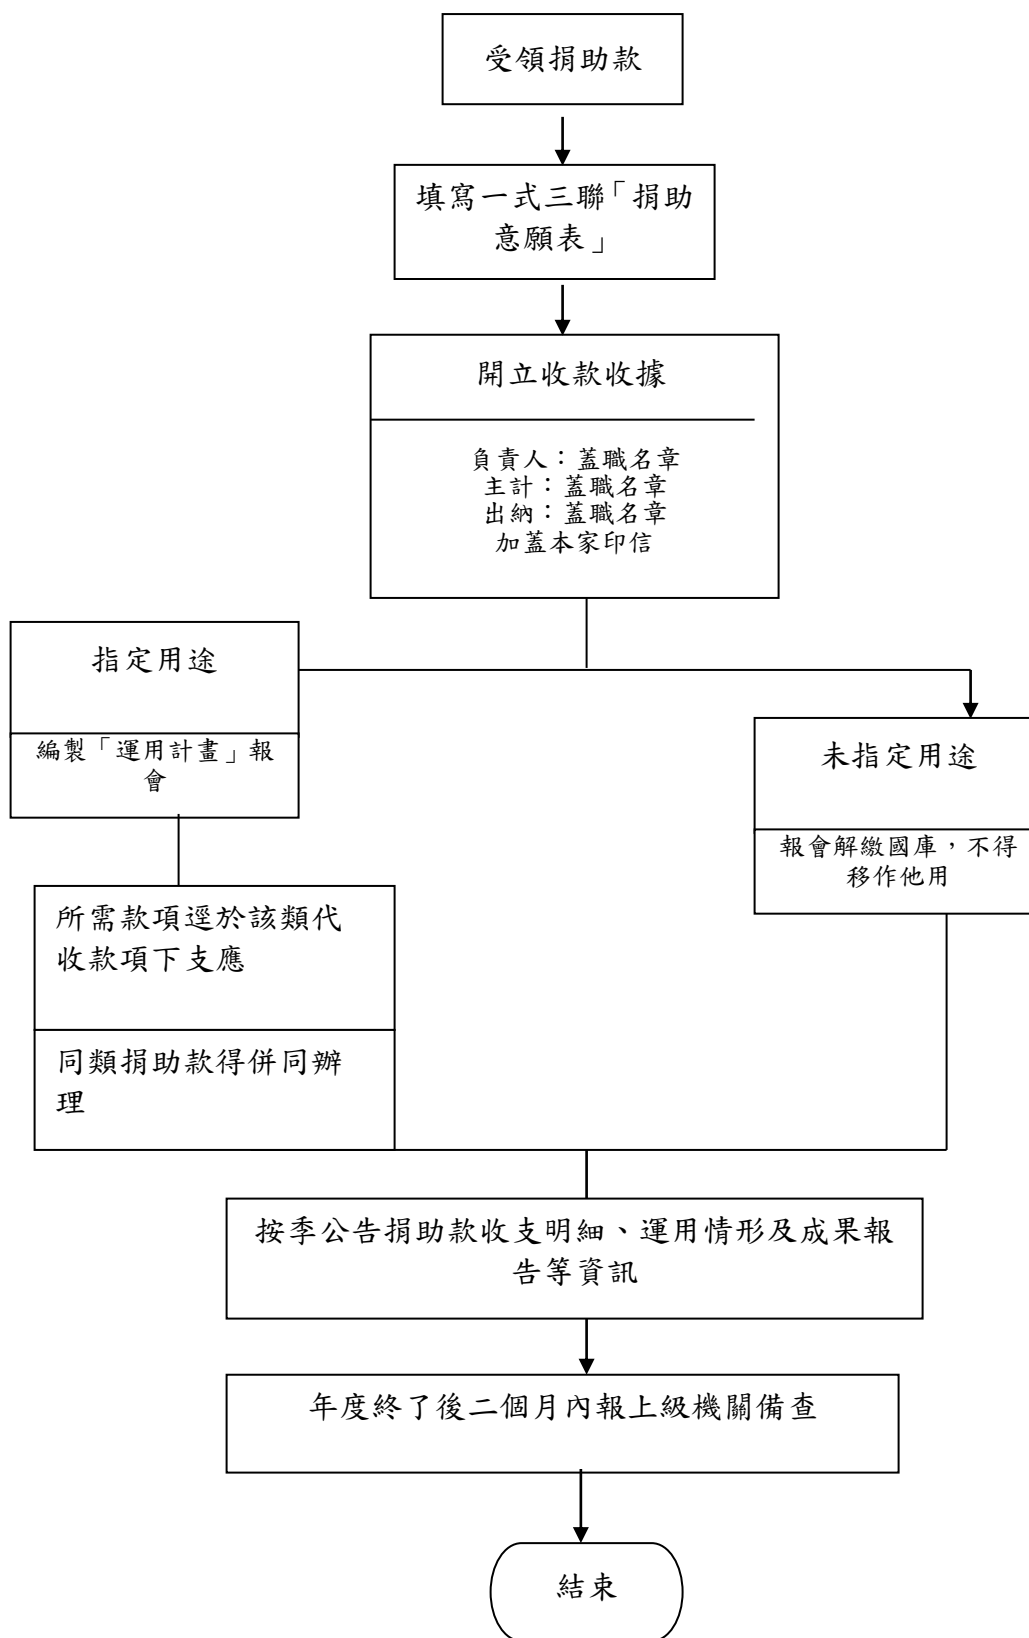 受領捐助款
填寫一式三聯「捐助
意願表」
開立收款收據
負責人：蓋職名章
主計：蓋職名章
出納：蓋職名章
加蓋本家印信
指定用途
編製「運用計畫」報
會
未指定用途
報會解繳國庫，不得
移作他用
所需款項逕於該類代
收款項下支應
同類捐助款得併同辦
理
按季公告捐助款收支明細、運用情形及成果報
告等資訊
年度終了後二個月內報上級機關備查
結束